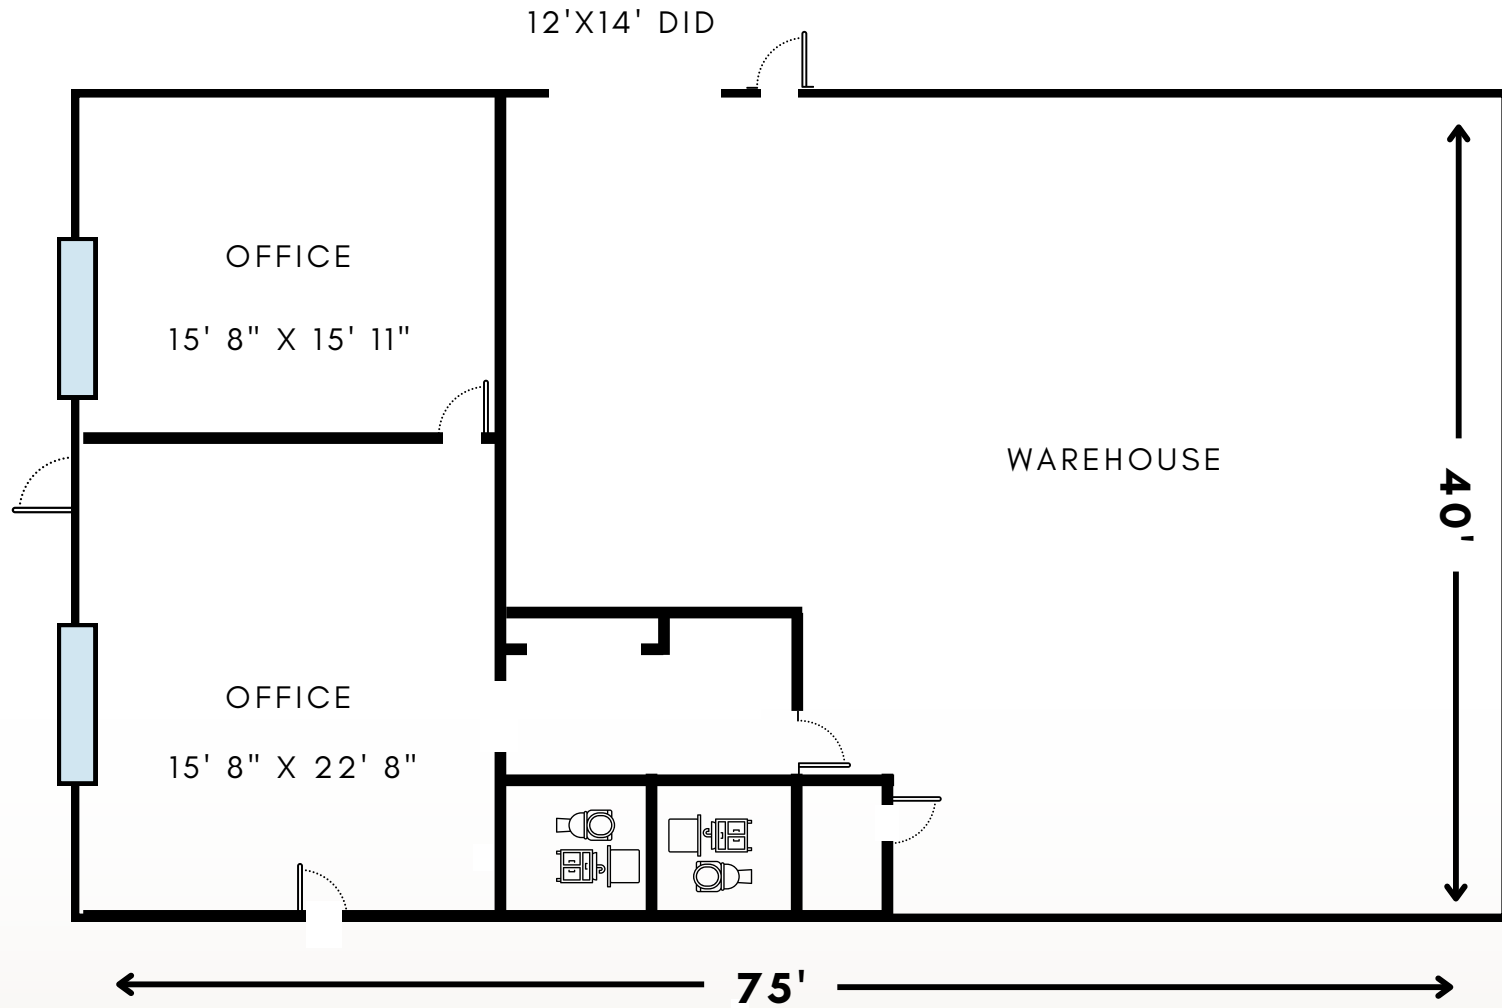 12'X14' DID
OFFICE
15' 8" X 15' 11"
WAREHOUSE
40'
OFFICE
15' 8" X 22' 8"
75'